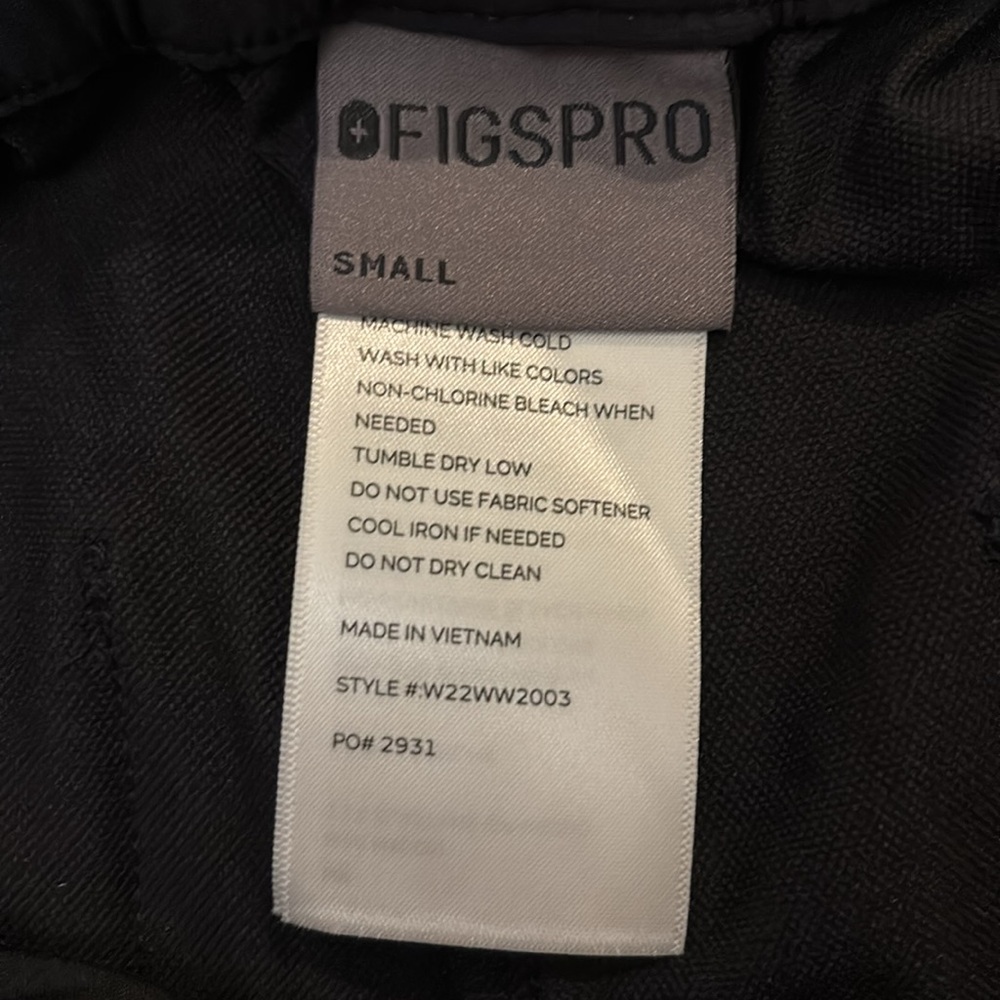 FIGSPRO
SMALL
MACHINE WASH COLD
WASH WITH LIKE COLORS
NON-CHLORINE BLEACH WHEN
NEEDED
TUMBLE DRY LOW
DO NOT USE FABRIC SOFTENER
COOL IRON IF NEEDED
DO NOT DRY CLEAN
MADE IN VIETNAM
STYLE #:W22WW2003
PO# 2931